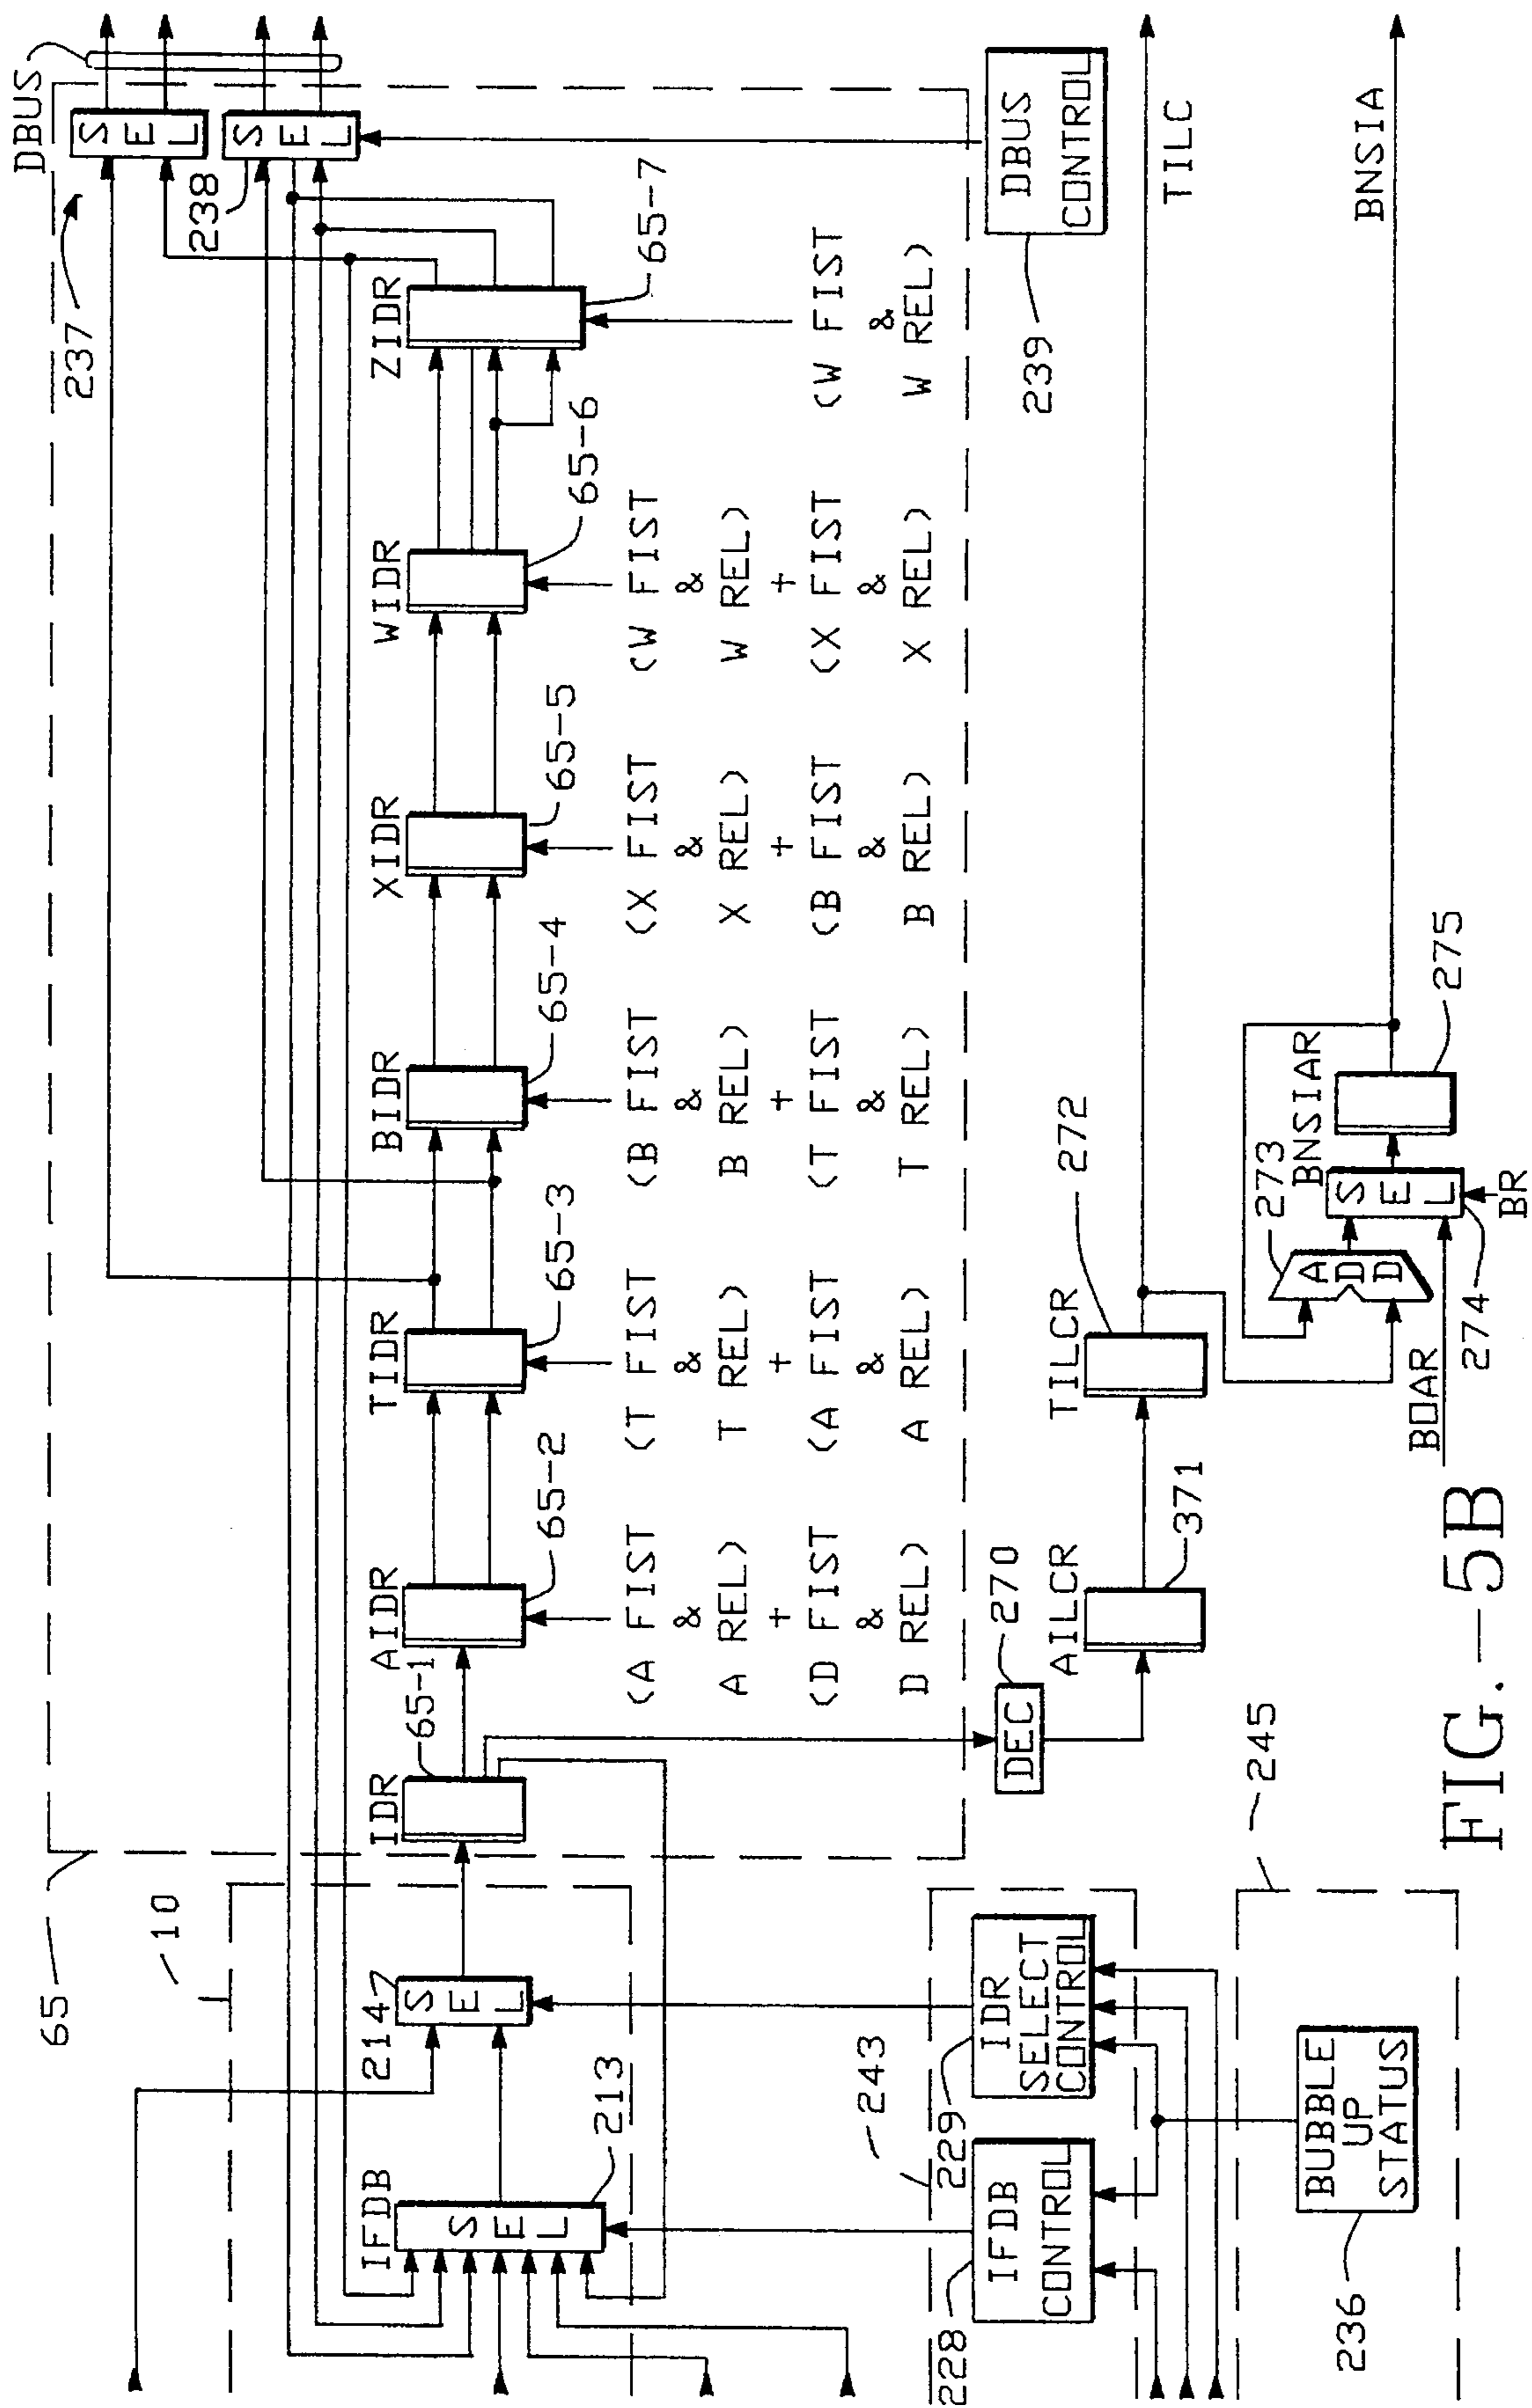 DBUS
237
SEL
SEL
238
65
10
IFDB
SEL
213
214
SEL
IDR
65-1
AIDR
65-2
TIDR
65-3
BIDR
65-4
XIDR
65-5
WIDR
65-6
ZIDR
65-7
(A FIST
&
A REL)
+
(D FIST
&
D REL)
(T FIST
&
T REL)
+
(A FIST
&
A REL)
(B FIST
&
B REL)
+
(T FIST
&
T REL)
(X FIST
&
X REL)
+
(B FIST
&
B REL)
(W FIST
&
W REL)
+
(X FIST
&
X REL)
(W FIST
&
W REL)
243
228
IFDB
CONTROL
229
IDR
SELECT
CONTROL
DEC
270
239
DBUS
CONTROL
AILCR
371
TILCR
272
TILC
245
236
BUBBLE
UP
STATUS
BOAR
273
ADD
274
SEL
BR
BNSIAR
275
BNSIA
FIG.-5B